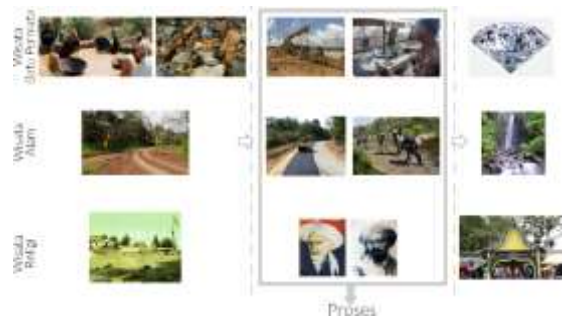 Wisata
Batu Permata
Wisata
Alam
Wisata
Religi
Proses